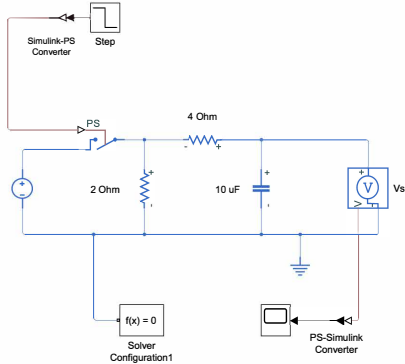 Simulink-PS
Converter
Step
PS
4 Ohm
-
+
+
-
2 Ohm
+
-
10 uF
+
-
+
V
V
-
Vs
f(x) = 0
Solver
Configuration1
PS-Simulink
Converter